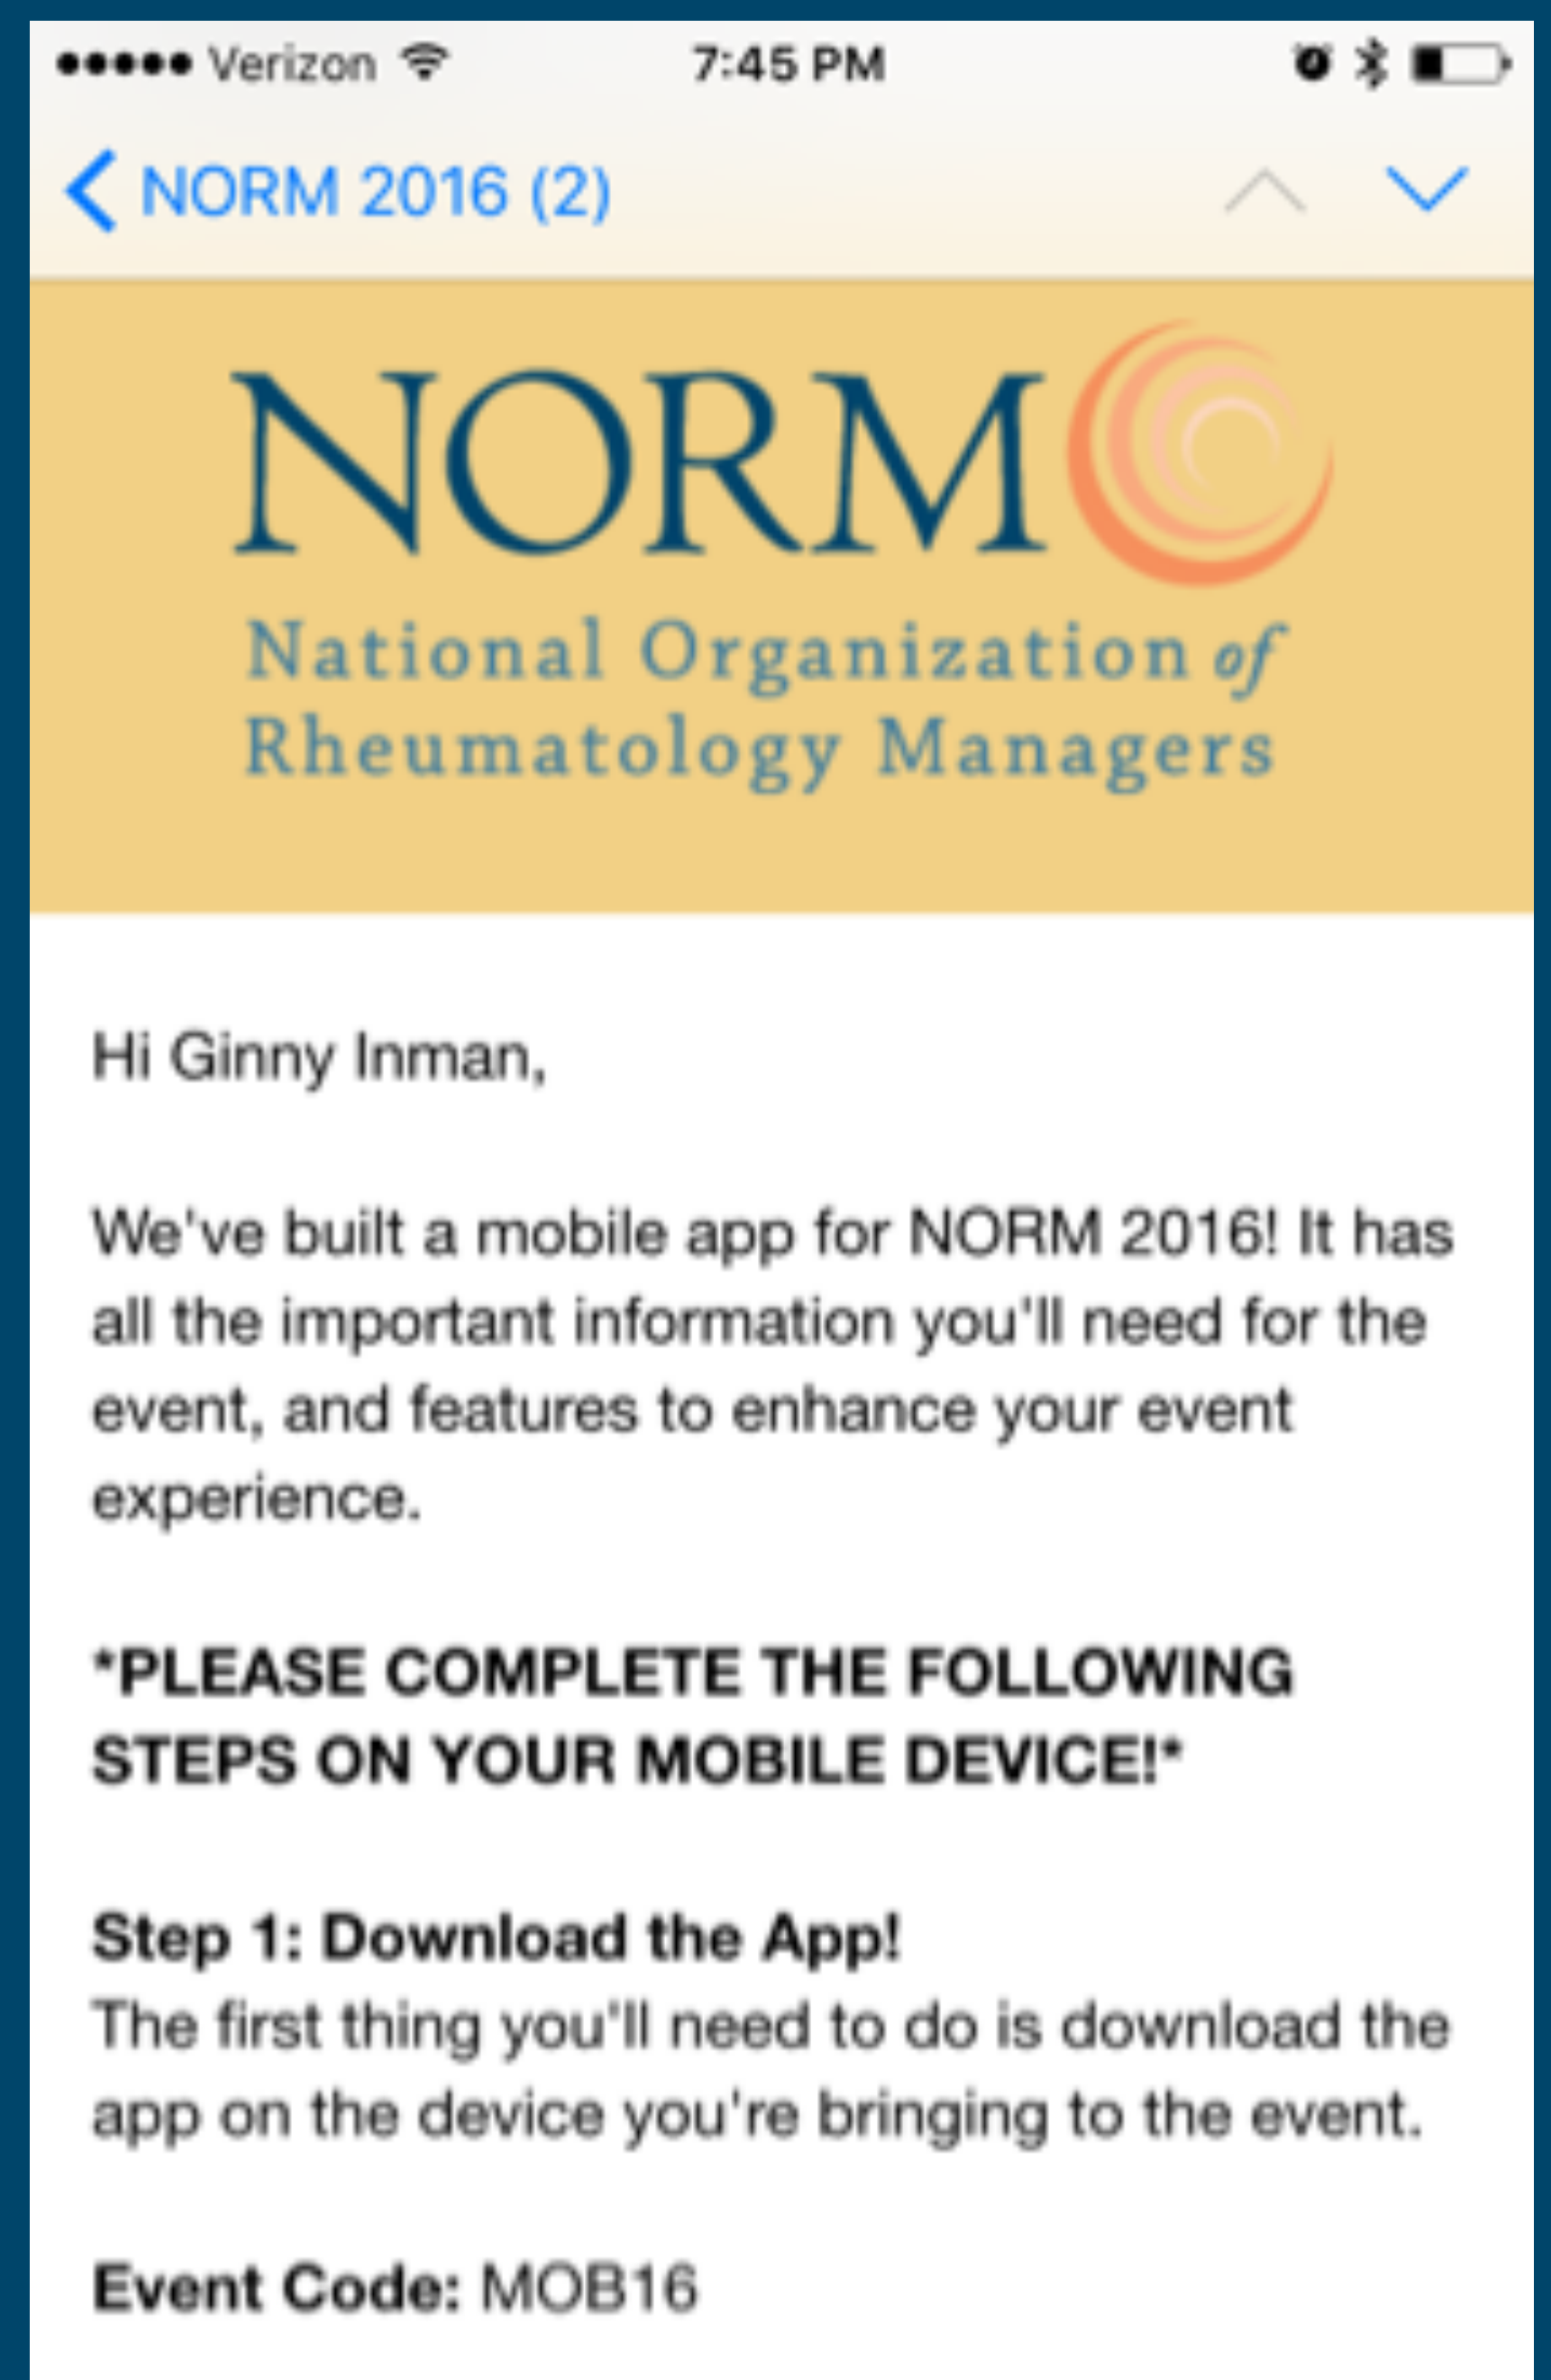 Verizon 7:45 PM
NORM 2016 (2)
NORM
National Organization of
Rheumatology Managers
Hi Ginny Inman,
We've built a mobile app for NORM 2016! It has
all the important information you'll need for the
event, and features to enhance your event
experience.
*PLEASE COMPLETE THE FOLLOWING
STEPS ON YOUR MOBILE DEVICE!*
Step 1: Download the App!
The first thing you'll need to do is download the
app on the device you're bringing to the event.
Event Code: MOB16